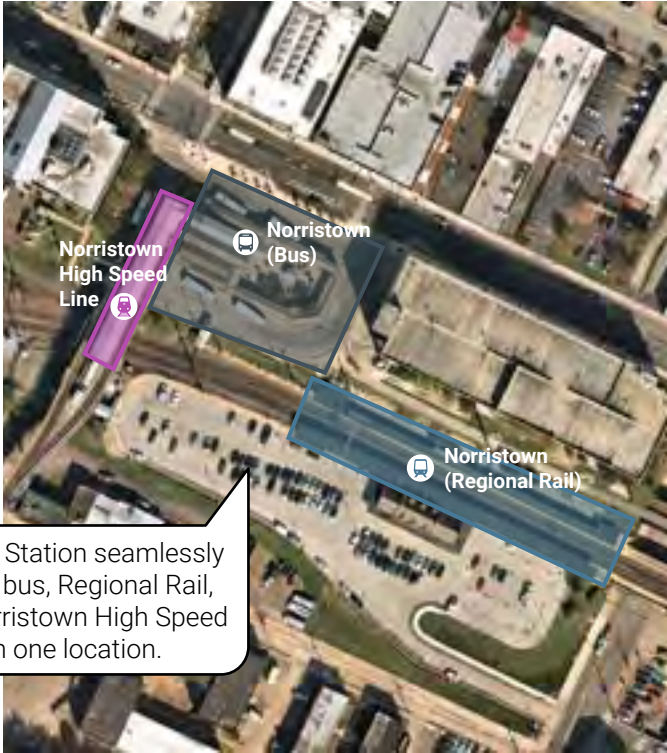 Norristown
High Speed
Line
Norristown
(Bus)
Norristown
(Regional Rail)
Station seamlessly
bus, Regional Rail,
rristown High Speed
one location.